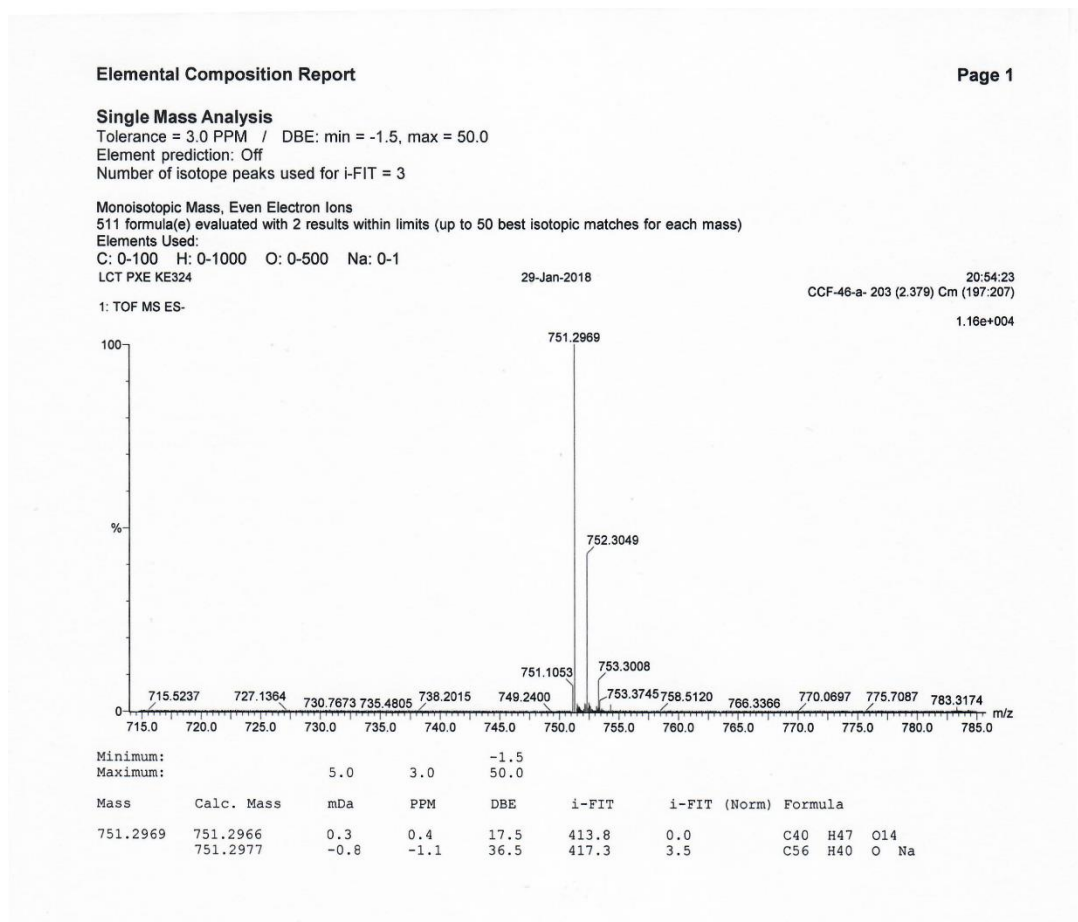 Elemental Composition Report
Page 1
Single Mass Analysis
Tolerance = 3.0 PPM / DBE: min = -1.5, max = 50.0
Element prediction: Off
Number of isotope peaks used for i-FIT = 3
Monoisotopic Mass, Even Electron Ions
511 formula(e) evaluated with 2 results within limits (up to 50 best isotopic matches for each mass)
Elements Used:
C: 0-100 H: 0-1000 O: 0-500 Na: 0-1
LCT PXE KE324
29-Jan-2018
20:54:23
CCF-46-a- 203 (2.379) Cm (197:207)
1: TOF MS ES-
1.16e+004
100
751.2969
%
752.3049
751.1053
753.3008
715.5237
727.1364
730.7673
735.4805
738.2015
749.2400
753.3745
758.5120
766.3366
770.0697
775.7087
783.3174
0
m/z
715.0 720.0 725.0 730.0 735.0 740.0 745.0 750.0 755.0 760.0 765.0 770.0 775.0 780.0 785.0
Minimum: -1.5
Maximum: 5.0 3.0 50.0
Mass Calc. Mass mDa PPM DBE i-FIT i-FIT (Norm) Formula
751.2969 751.2966 0.3 0.4 17.5 413.8 0.0 C40 H47 O14
751.2977 -0.8 -1.1 36.5 417.3 3.5 C56 H40 O Na